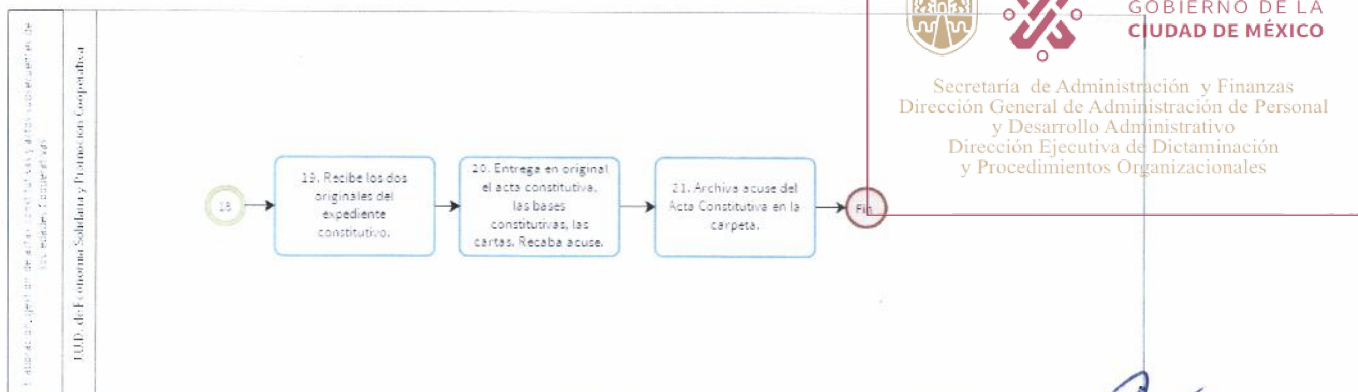 GOBIERNO DE LA
CIUDAD DE MÉXICO
Secretaría de Administración y Finanzas
Dirección General de Administración de Personal
y Desarrollo Administrativo
Dirección Ejecutiva de Dictaminación
y Procedimientos Organizacionales
J.U.D. de Economía Solidaria y Promoción Cooperativa
18
19. Recibe los dos
originales del
expediente
constitutivo.
20. Entrega en original
el acta constitutiva,
las bases
constitutivas, las
cartas. Recaba acuse.
21. Archiva acuse del
Acta Constitutiva en la
carpeta.
Fin